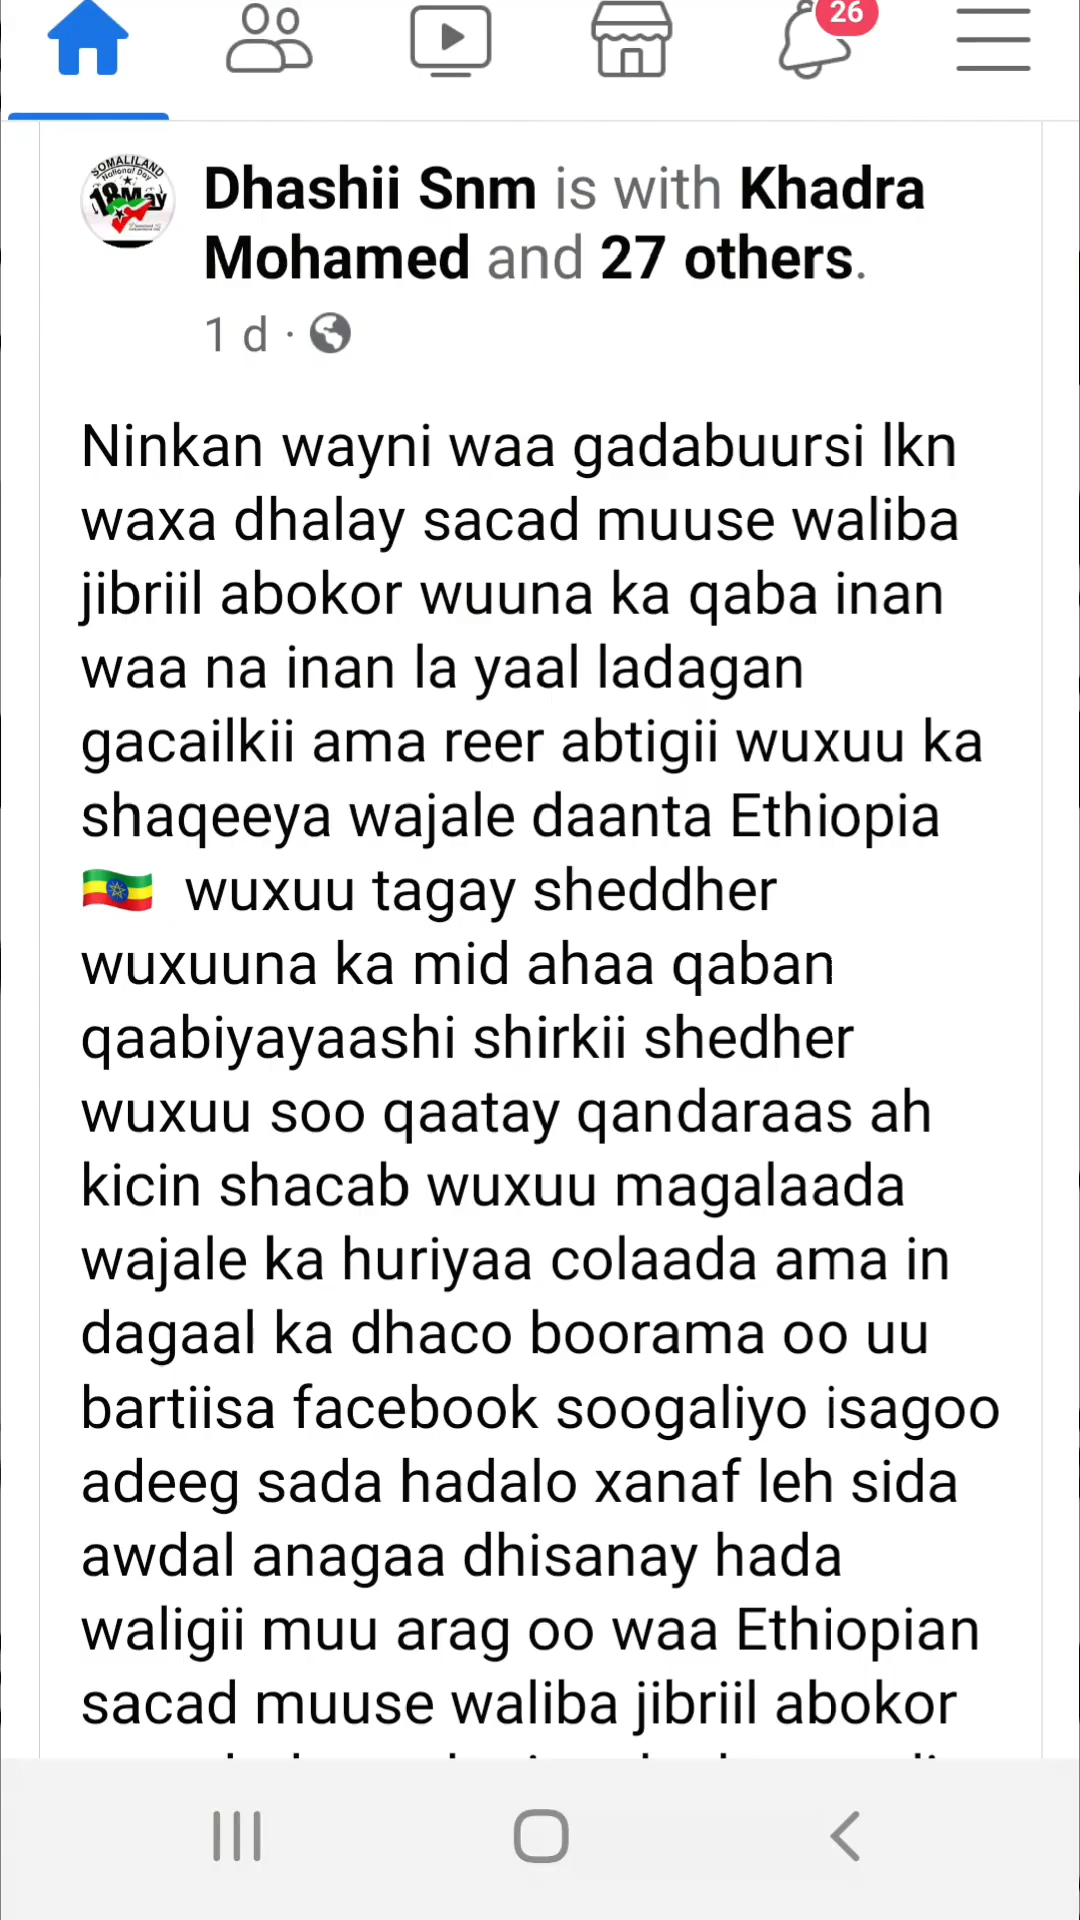 26
SOMALILAND
National Day
18 May
Dhashii Snm is with Khadra
Mohamed and 27 others.
1 d ·
Ninkan wayni waa gadabuursi lkn
waxa dhalay sacad muuse waliba
jibriil abokor wuuna ka qaba inan
waa na inan la yaal ladagan
gacailkii ama reer abtigii wuxuu ka
shaqeeya wajale daanta Ethiopia
🇪🇹 wuxuu tagay sheddher
wuxuuna ka mid ahaa qaban
qaabiyayaashi shirkii shedher
wuxuu soo qaatay qandaraas ah
kicin shacab wuxuu magalaada
wajale ka huriyaa colaada ama in
dagaal ka dhaco boorama oo uu
bartiisa facebook soogaliyo isagoo
adeeg sada hadalo xanaf leh sida
awdal anagaa dhisanay hada
waligii muu arag oo waa Ethiopian
sacad muuse waliba jibriil abokor